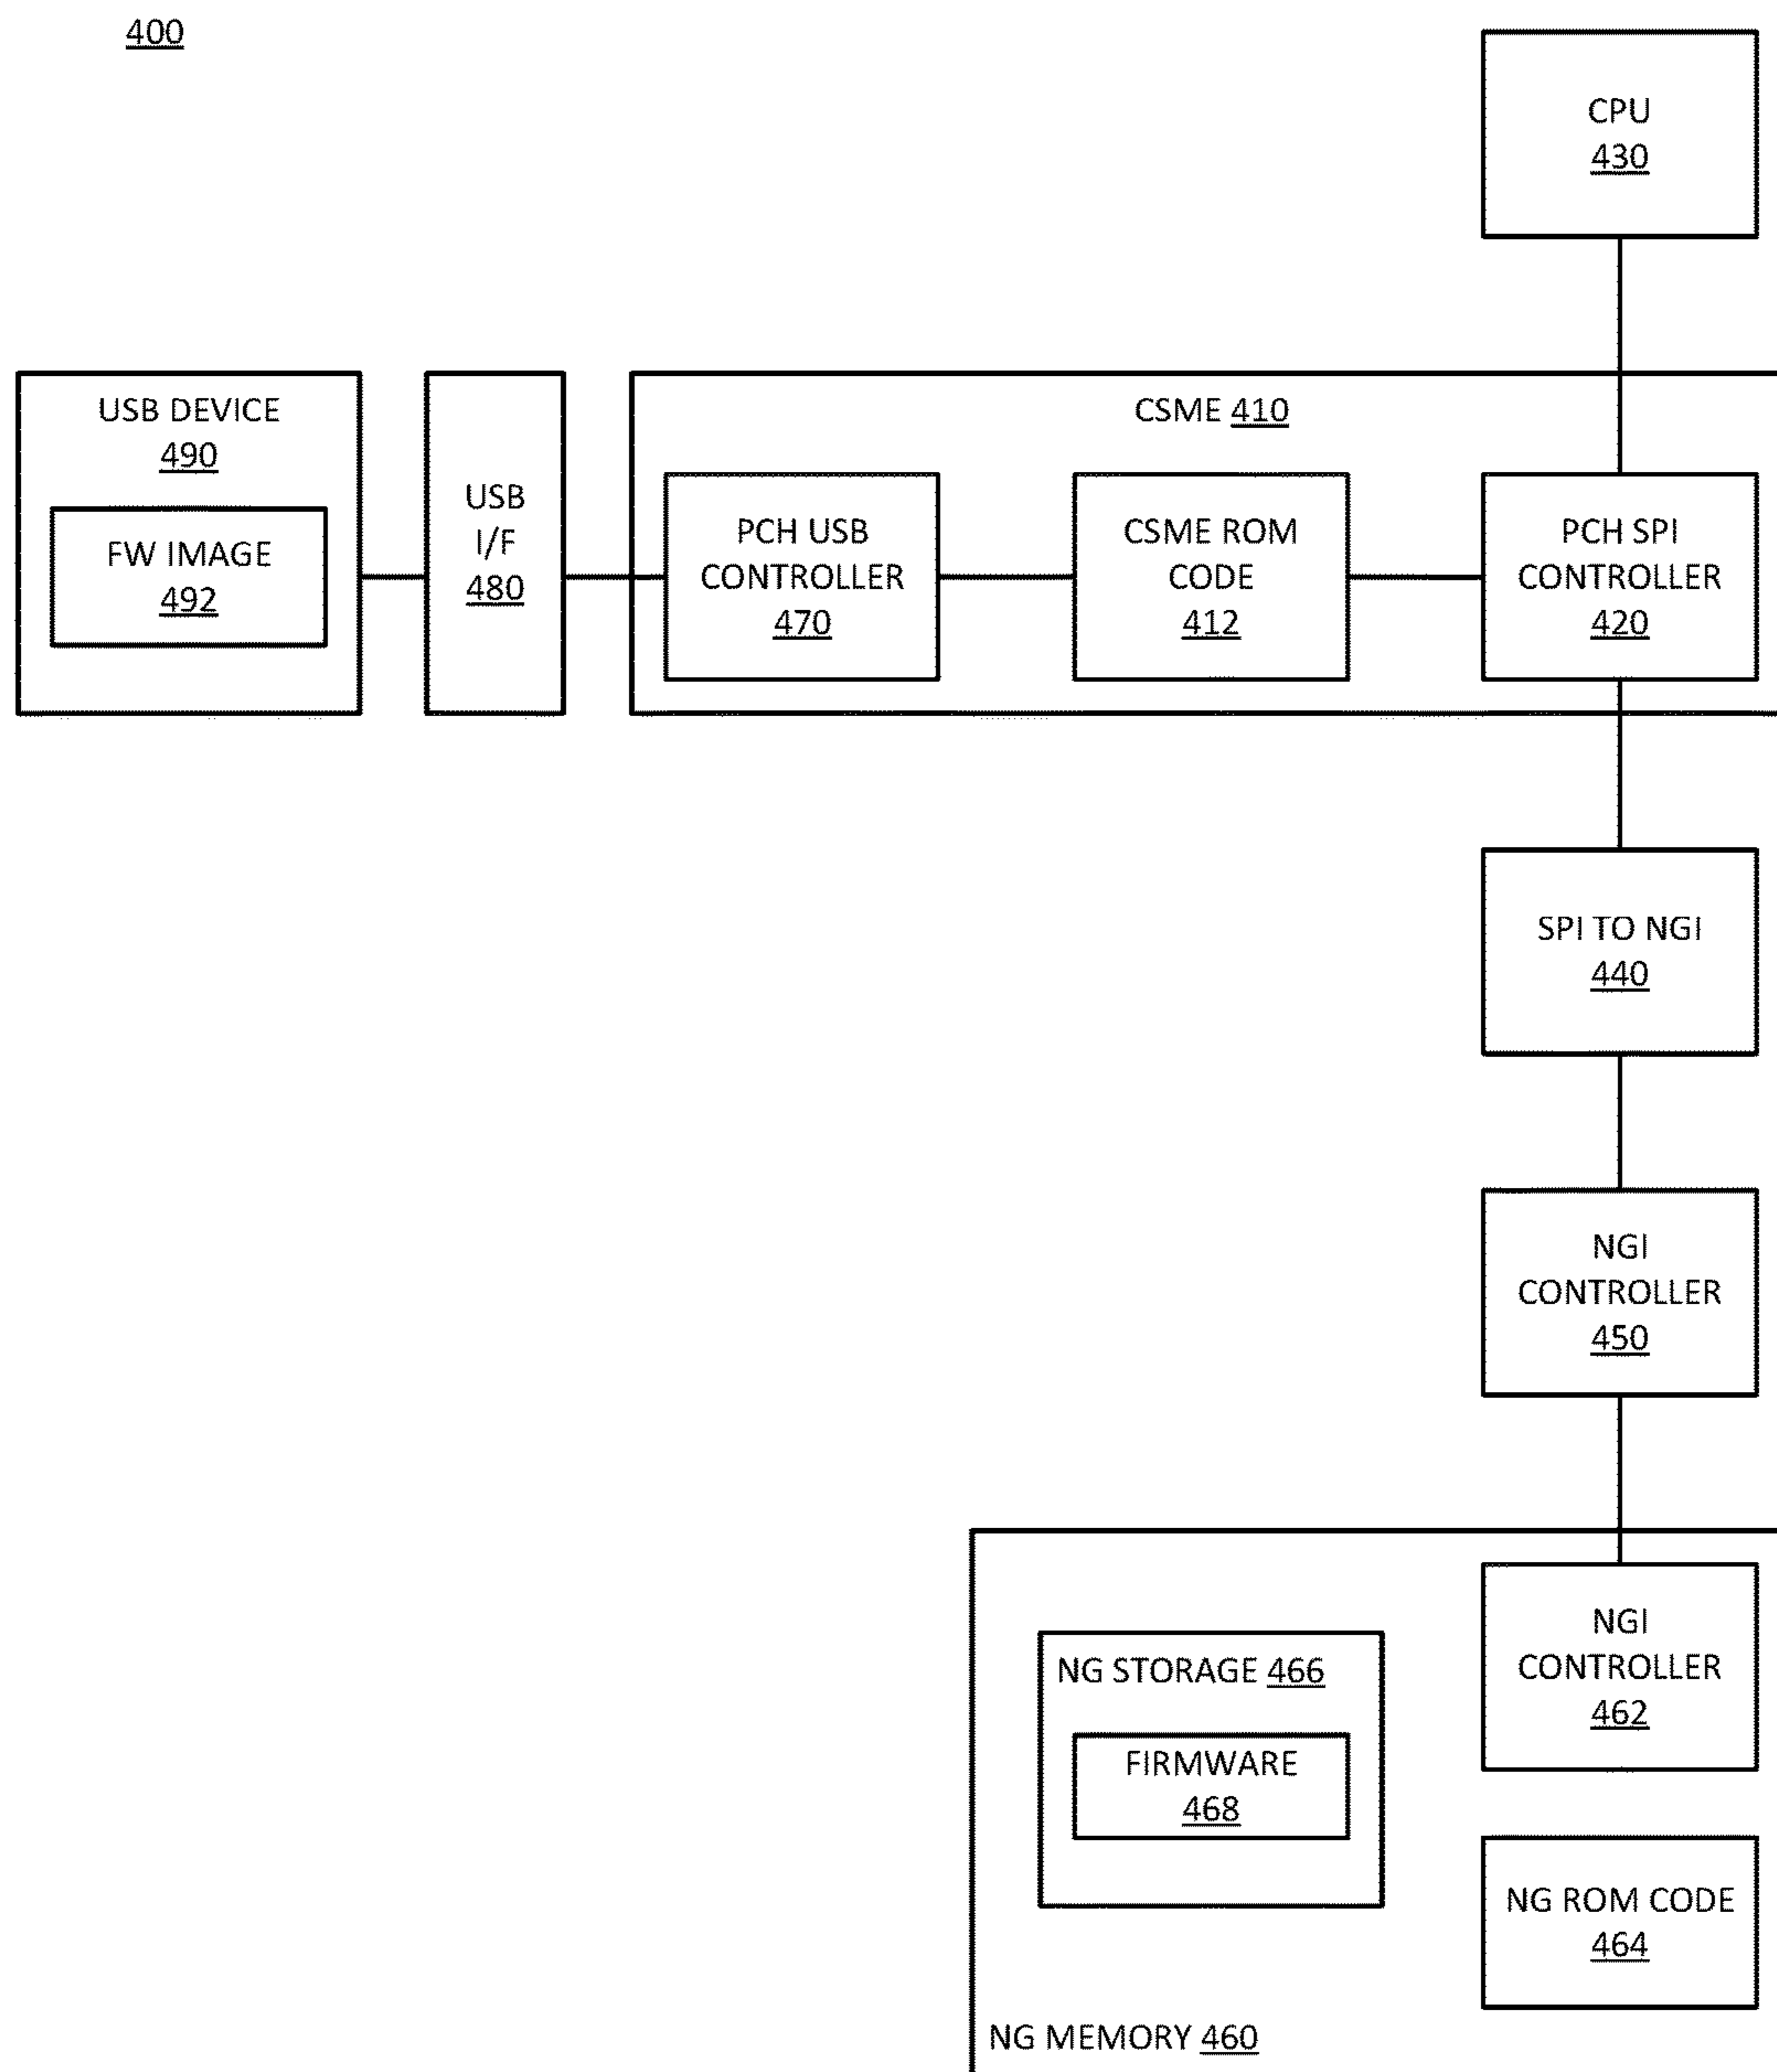 400
CPU
430
USB DEVICE
490
FW IMAGE
492
USB
I/F
480
CSME 410
PCH USB
CONTROLLER
470
CSME ROM
CODE
412
PCH SPI
CONTROLLER
420
SPI TO NGI
440
NGI
CONTROLLER
450
NGI
CONTROLLER
462
NG STORAGE 466
FIRMWARE
468
NG ROM CODE
464
NG MEMORY 460